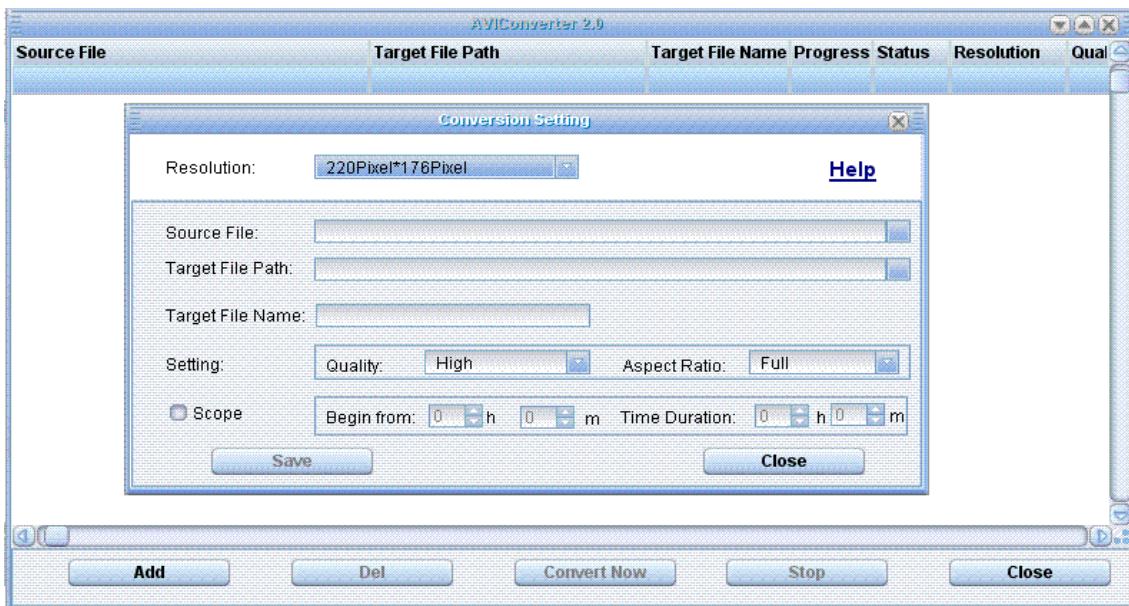 AVIConverter 2.0
Source File Target File Path Target File Name Progress Status Resolution Qual
Conversion Setting
Resolution: 220Pixel*176Pixel Help
Source File:
Target File Path:
Target File Name:
Setting: Quality: High Aspect Ratio: Full
Scope Begin from: 0 h 0 m Time Duration: 0 h 0 m
Save Close
Add Del Convert Now Stop Close